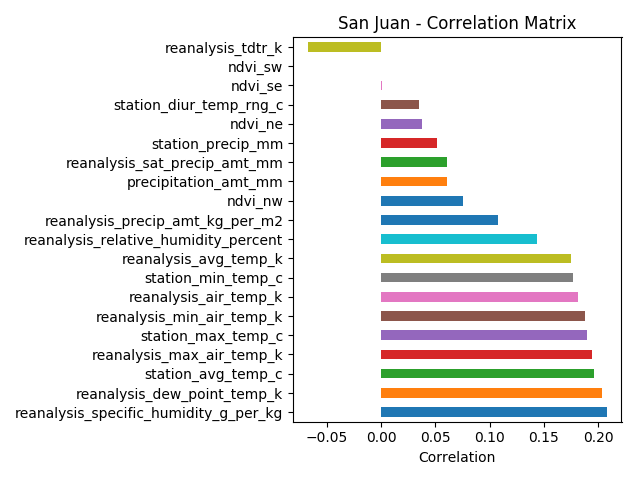 San Juan - Correlation Matrix
reanalysis_tdtr_k
ndvi_sw
ndvi_se
station_diur_temp_rng_c
ndvi_ne
station_precip_mm
reanalysis_sat_precip_amt_mm
precipitation_amt_mm
ndvi_nw
reanalysis_precip_amt_kg_per_m2
reanalysis_relative_humidity_percent
reanalysis_avg_temp_k
station_min_temp_c
reanalysis_air_temp_k
reanalysis_min_air_temp_k
station_max_temp_c
reanalysis_max_air_temp_k
station_avg_temp_c
reanalysis_dew_point_temp_k
reanalysis_specific_humidity_g_per_kg
−0.05 0.00 0.05 0.10 0.15 0.20
Correlation